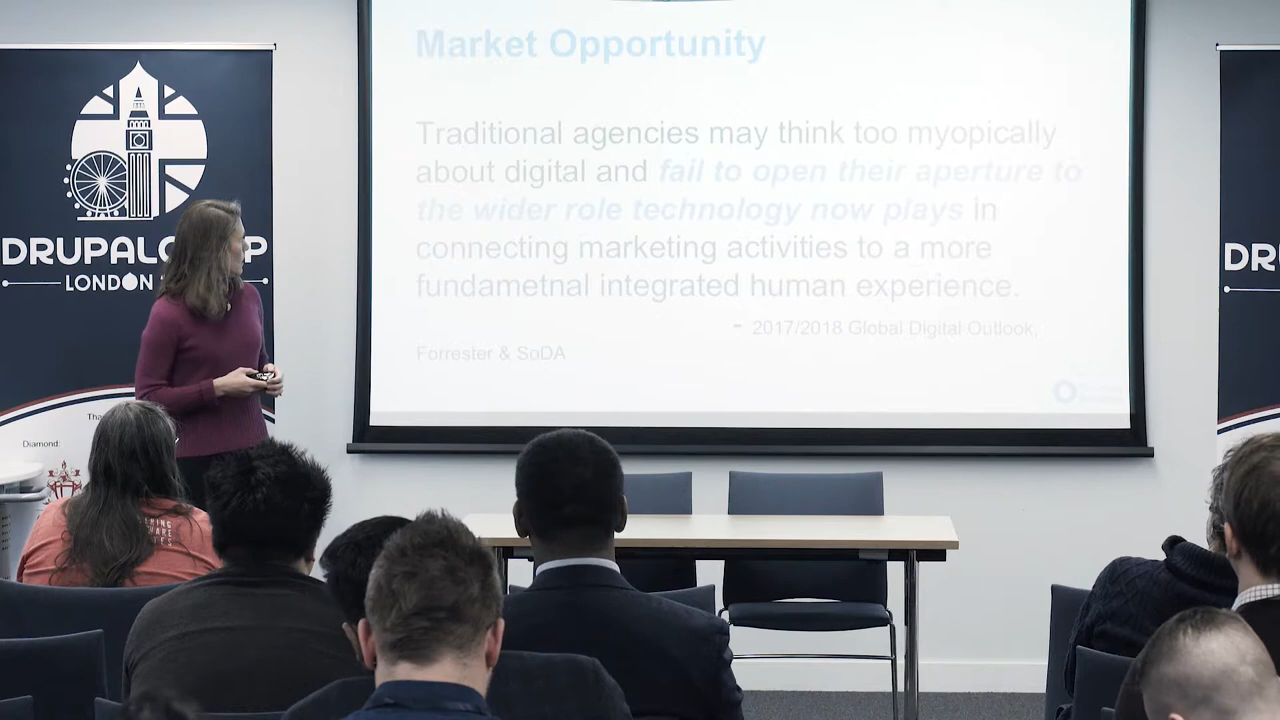 Market Opportunity
Traditional agencies may think too myopically
about digital and fail to open their aperture to
the wider role technology now plays in
connecting marketing activities to a more
fundametnal integrated human experience.
- 2017/2018 Global Digital Outlook,
Forrester & SoDA
DRUPALC P
LONDON
Tha
Diamond:
DRU